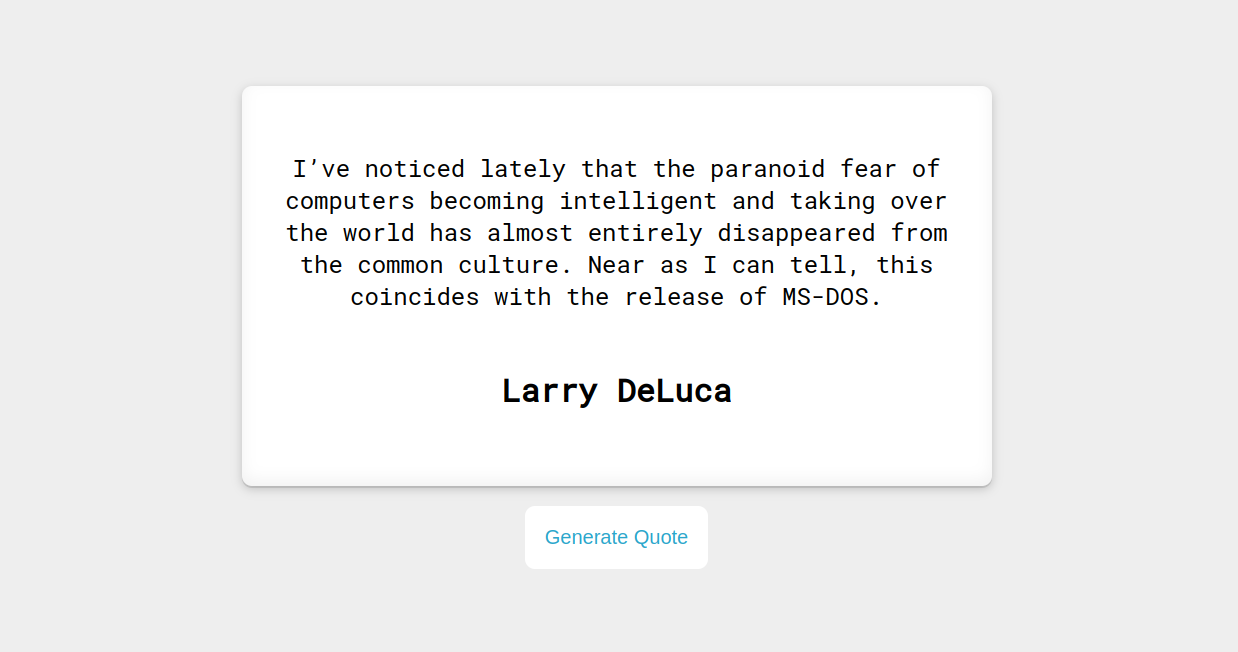 I’ve noticed lately that the paranoid fear of
computers becoming intelligent and taking over
the world has almost entirely disappeared from
the common culture. Near as I can tell, this
coincides with the release of MS-DOS.
Larry DeLuca
Generate Quote